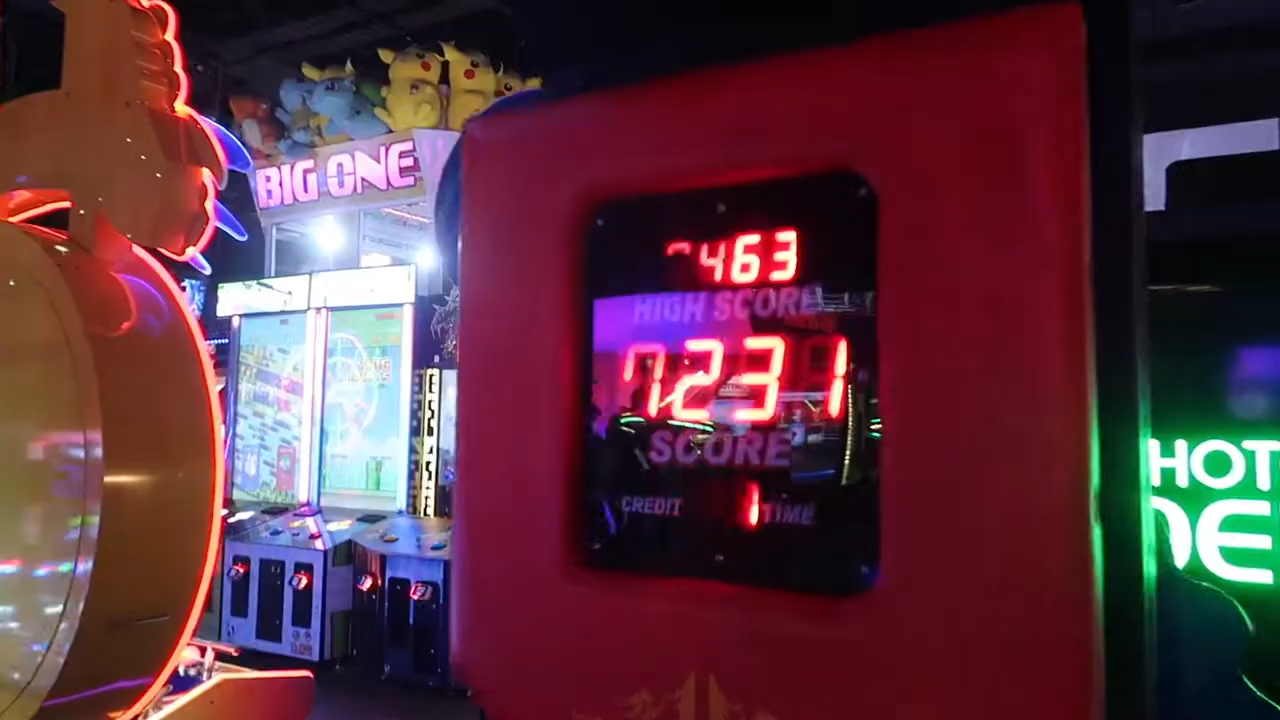 BIG ONE
463
HIGH SCORE
7231
SCORE
CREDIT 1 TIME
HOT